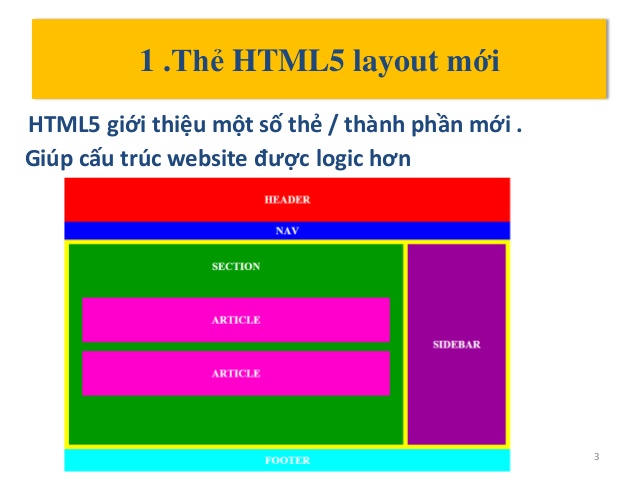 1 .Thẻ HTML5 layout mới
HTML5 giới thiệu một số thẻ / thành phần mới .
Giúp cấu trúc website được logic hơn
HEADER
NAV
SECTION
ARTICLE
ARTICLE
SIDEBAR
FOOTER
3